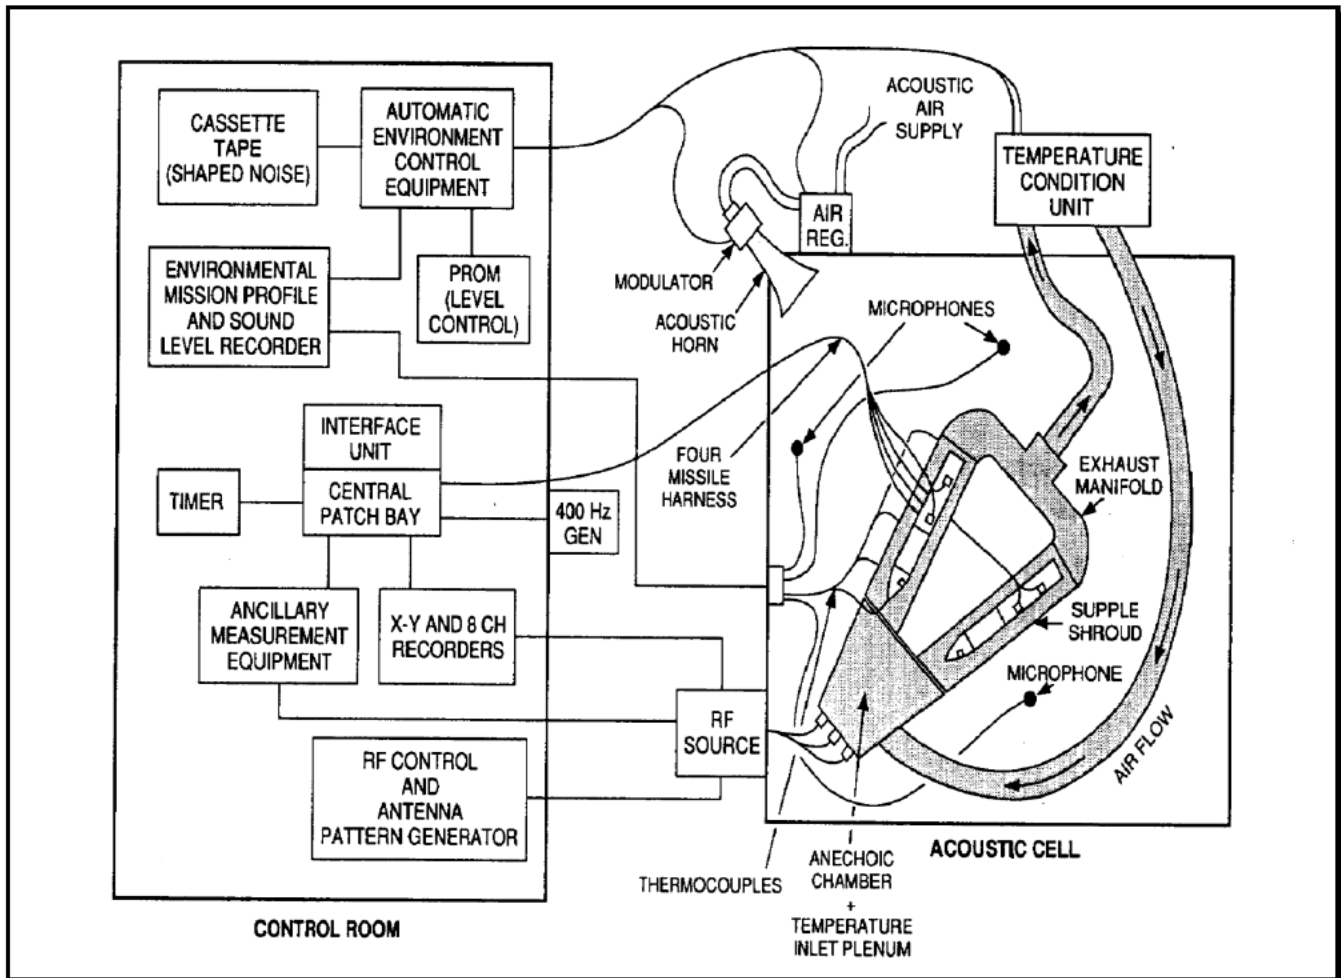 CASSETTE
TAPE
(SHAPED NOISE)
AUTOMATIC
ENVIRONMENT
CONTROL
EQUIPMENT
ENVIRONMENTAL
MISSION PROFILE
AND SOUND
LEVEL RECORDER
PROM
(LEVEL
CONTROL)
INTERFACE
UNIT
TIMER
CENTRAL
PATCH BAY
400 Hz
GEN
ANCILLARY
MEASUREMENT
EQUIPMENT
X-Y AND 8 CH
RECORDERS
RF
SOURCE
RF CONTROL
AND
ANTENNA
PATTERN GENERATOR
CONTROL ROOM
ACOUSTIC
AIR
SUPPLY
TEMPERATURE
CONDITION
UNIT
AIR
REG.
MODULATOR
ACOUSTIC
HORN
MICROPHONES
FOUR
MISSILE
HARNESS
EXHAUST
MANIFOLD
SUPPLE
SHROUD
MICROPHONE
AIR FLOW
ACOUSTIC CELL
THERMOCOUPLES
ANECHOIC
CHAMBER
+
TEMPERATURE
INLET PLENUM